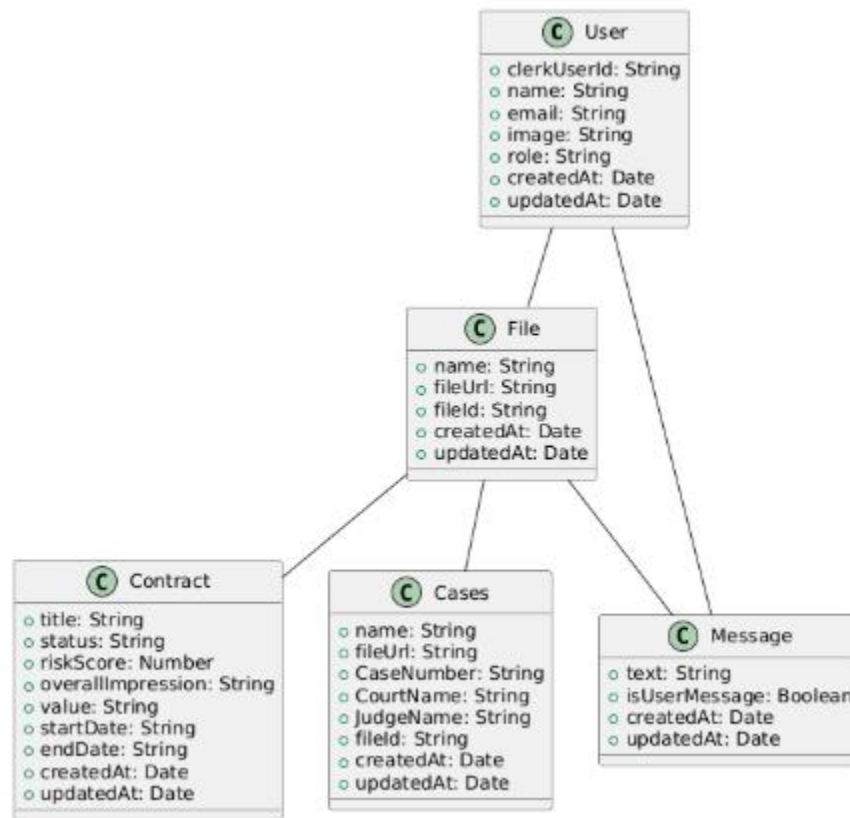 C User
clerkUserId: String
name: String
email: String
image: String
role: String
createdAt: Date
updatedAt: Date
C File
name: String
fileUrl: String
fileId: String
createdAt: Date
updatedAt: Date
C Contract
title: String
status: String
riskScore: Number
overallImpression: String
value: String
startDate: String
endDate: String
createdAt: Date
updatedAt: Date
C Cases
name: String
fileUrl: String
CaseNumber: String
CourtName: String
JudgeName: String
fileId: String
createdAt: Date
updatedAt: Date
C Message
text: String
isUserMessage: Boolean
createdAt: Date
updatedAt: Date